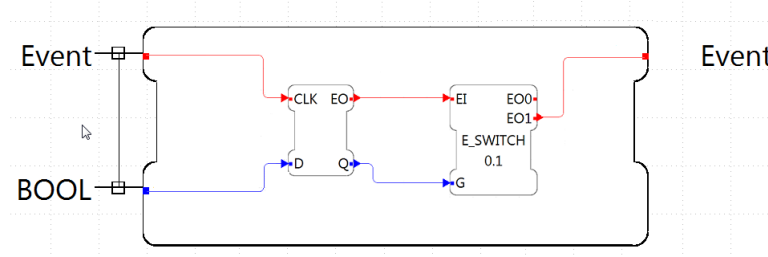 Event
Event
CLK EO
EI EO0
EO1
E_SWITCH
0.1
D Q
G
BOOL